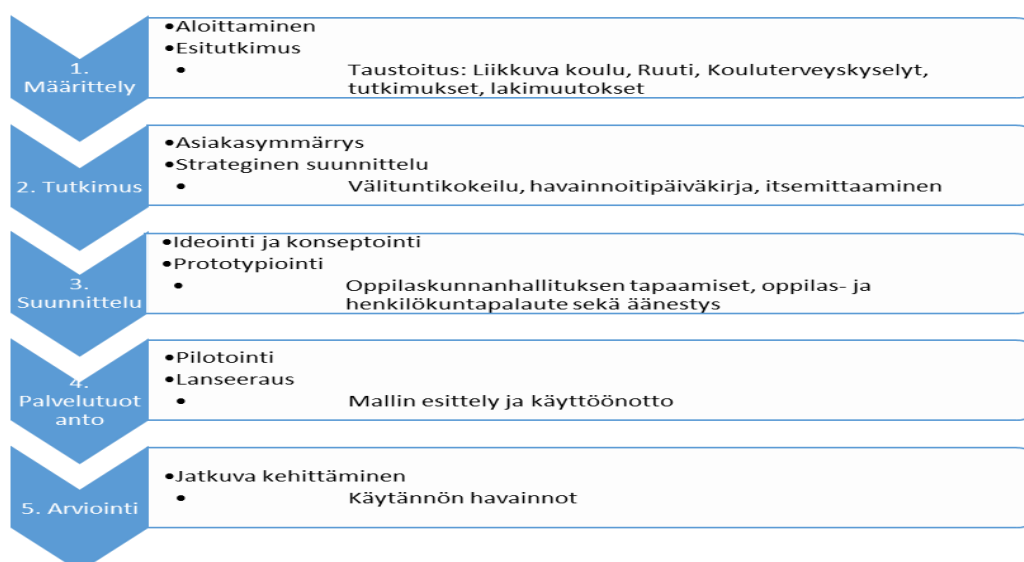 1.
Määrittely
•Aloittaminen
•Esitutkimus
• Taustoitus: Liikkuva koulu, Ruuti, Kouluterveyskyselyt,
tutkimukset, lakimuutokset
2. Tutkimus
•Asiakasymmärrys
•Strateginen suunnittelu
• Välituntikokeilu, havainnoitipäiväkirja, itsemittaaminen
3.
Suunnittelu
•Ideointi ja konseptointi
•Prototypiointi
• Oppilaskunnanhallituksen tapaamiset, oppilas- ja
henkilökuntapalaute sekä äänestys
4.
Palvelutuot
anto
•Pilotointi
•Lanseeraus
• Mallin esittely ja käyttöönotto
5. Arviointi
•Jatkuva kehittäminen
• Käytännön havainnot